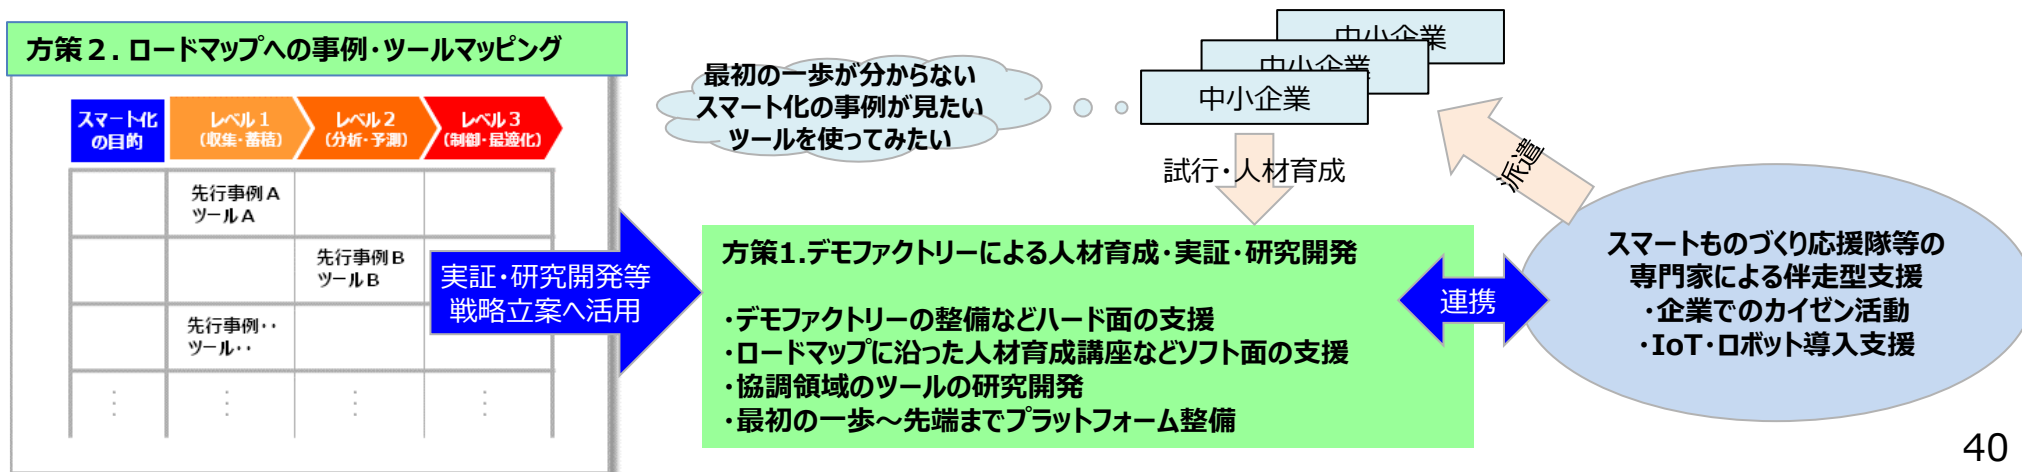 方策２．ロードマップへの事例・ツールマッピング
スマート化
の目的
レベル１
（収集・蓄積）
レベル２
（分析・予測）
レベル３
（制御・最適化）
先行事例Ａ
ツールＡ
先行事例Ｂ
ツールＢ
先行事例・・
ツール・・
実証・研究開発等
戦略立案へ活用
最初の一歩が分からない
スマート化の事例が見たい
ツールを使ってみたい
中小企業
中小企業
中小企業
試行・人材育成
派遣
方策1.デモファクトリーによる人材育成・実証・研究開発
・デモファクトリーの整備などハード面の支援
・ロードマップに沿った人材育成講座などソフト面の支援
・協調領域のツールの研究開発
・最初の一歩～先端までプラットフォーム整備
連携
スマートものづくり応援隊等の
専門家による伴走型支援
・企業でのカイゼン活動
・IoT・ロボット導入支援
40